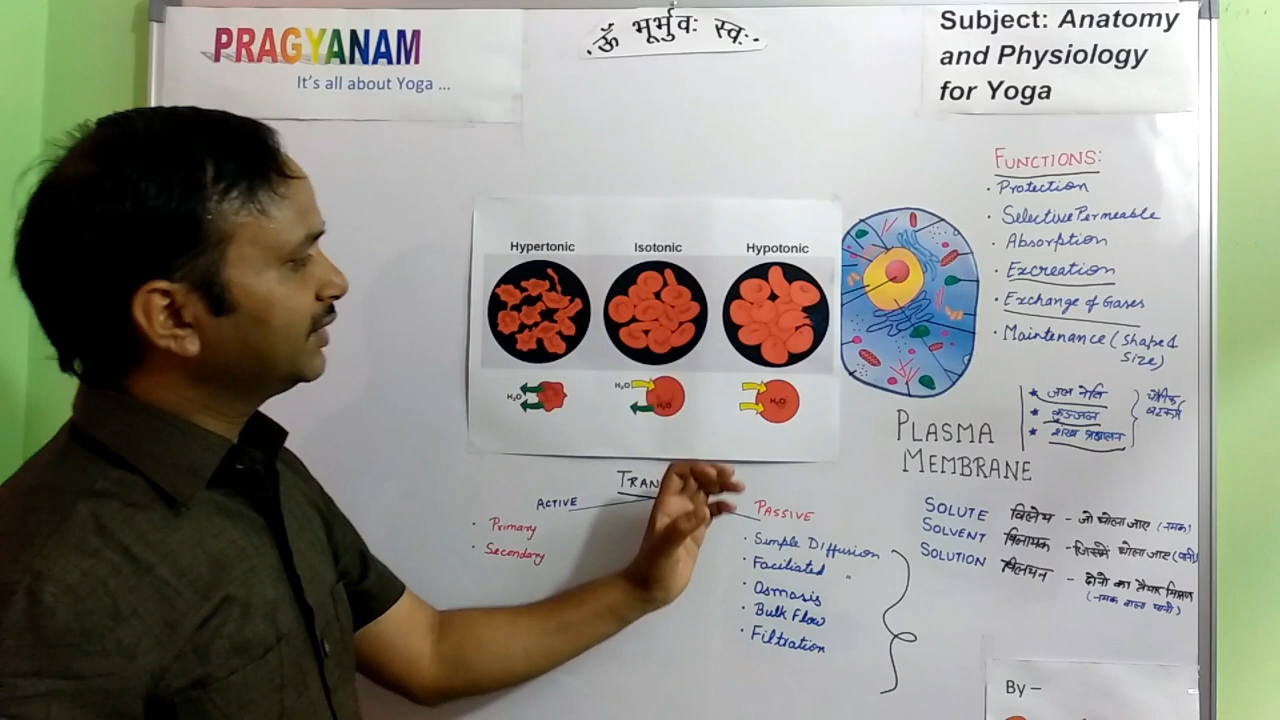 PRAGYANAM
It's all about Yoga ...
ॐ भूर्भुवः स्वः
Subject: Anatomy
and Physiology
for Yoga
Hypertonic
Isotonic
Hypotonic
H₂O
H₂O
H₂O
H₂O
FUNCTIONS:
· Protection
· Selective Permeable
· Absorption
· Excreation
· Exchange of Gases
· Maintenance (Shaped
Size)
* जल नेति
* कुञ्जल
* शंख प्रक्षालन
यौगिक
षटकर्म
PLASMA
MEMBRANE
TRAN
ACTIVE
· Primary
· Secondary
PASSIVE
· Simple Diffusion
· Faciliated "
· Osmosis
· Bulk Flow
· Filtration
SOLUTE विलेय - जो घोला जाए (नमक)
SOLVENT विलायक - जिसमें घोला जाए (पानी)
SOLUTION विलयन - दोनो का तैयार मिश्रण
(नमक वाला पानी)
By –